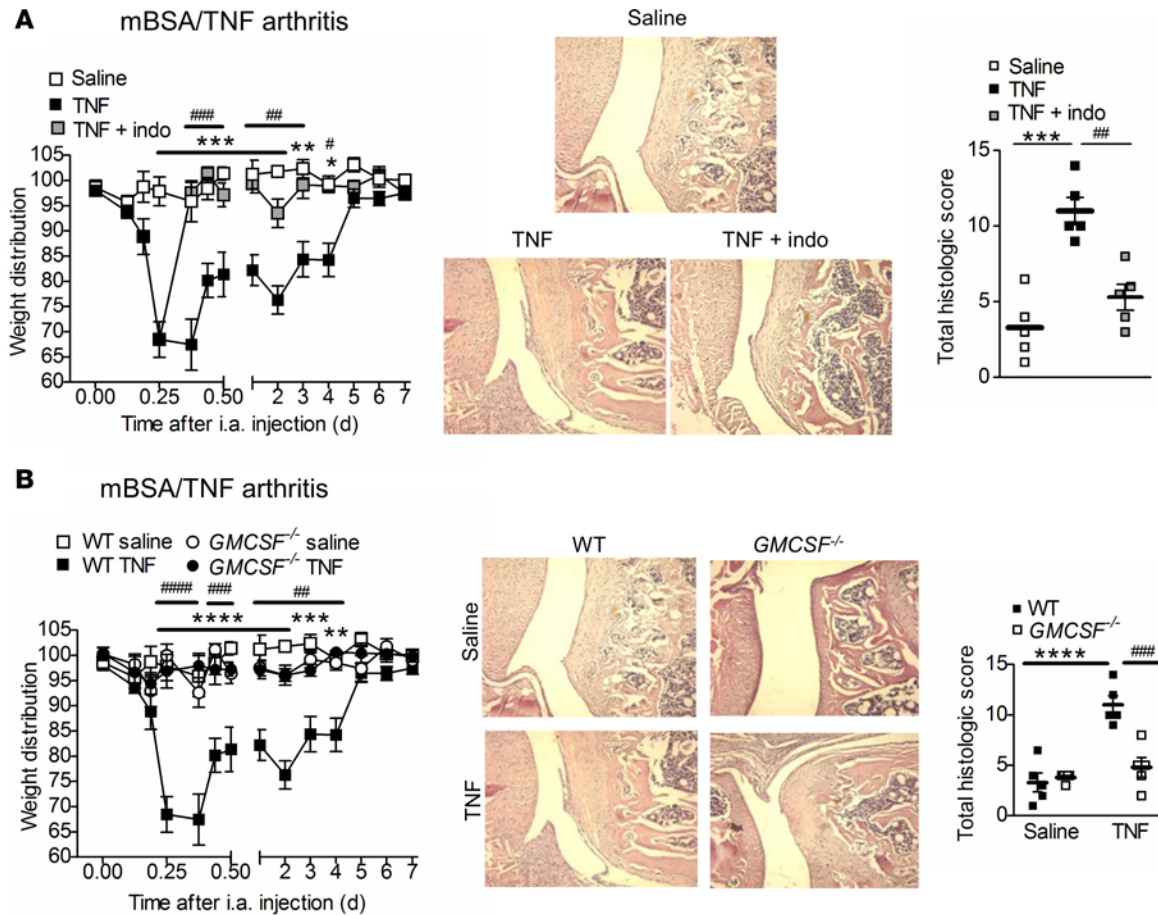 A
mBSA/TNF arthritis
Saline
TNF
TNF + indo
###
##
***
**
#
*
105
100
95
90
85
80
75
70
65
60
Weight distribution
0.00 0.25 0.50 2 3 4 5 6 7
Time after i.a. injection (d)
Saline
TNF
TNF + indo
Saline
TNF
TNF + indo
*** ##
15
10
5
0
Total histologic score
B
mBSA/TNF arthritis
WT saline GMCSF-/- saline
WT TNF GMCSF-/- TNF
#### ### ##
**** ***
**
105
100
95
90
85
80
75
70
65
60
Weight distribution
0.00 0.25 0.50 2 3 4 5 6 7
Time after i.a. injection (d)
WT GMCSF-/-
Saline
TNF
WT
GMCSF-/-
**** ###
15
10
5
0
Total histologic score
Saline TNF